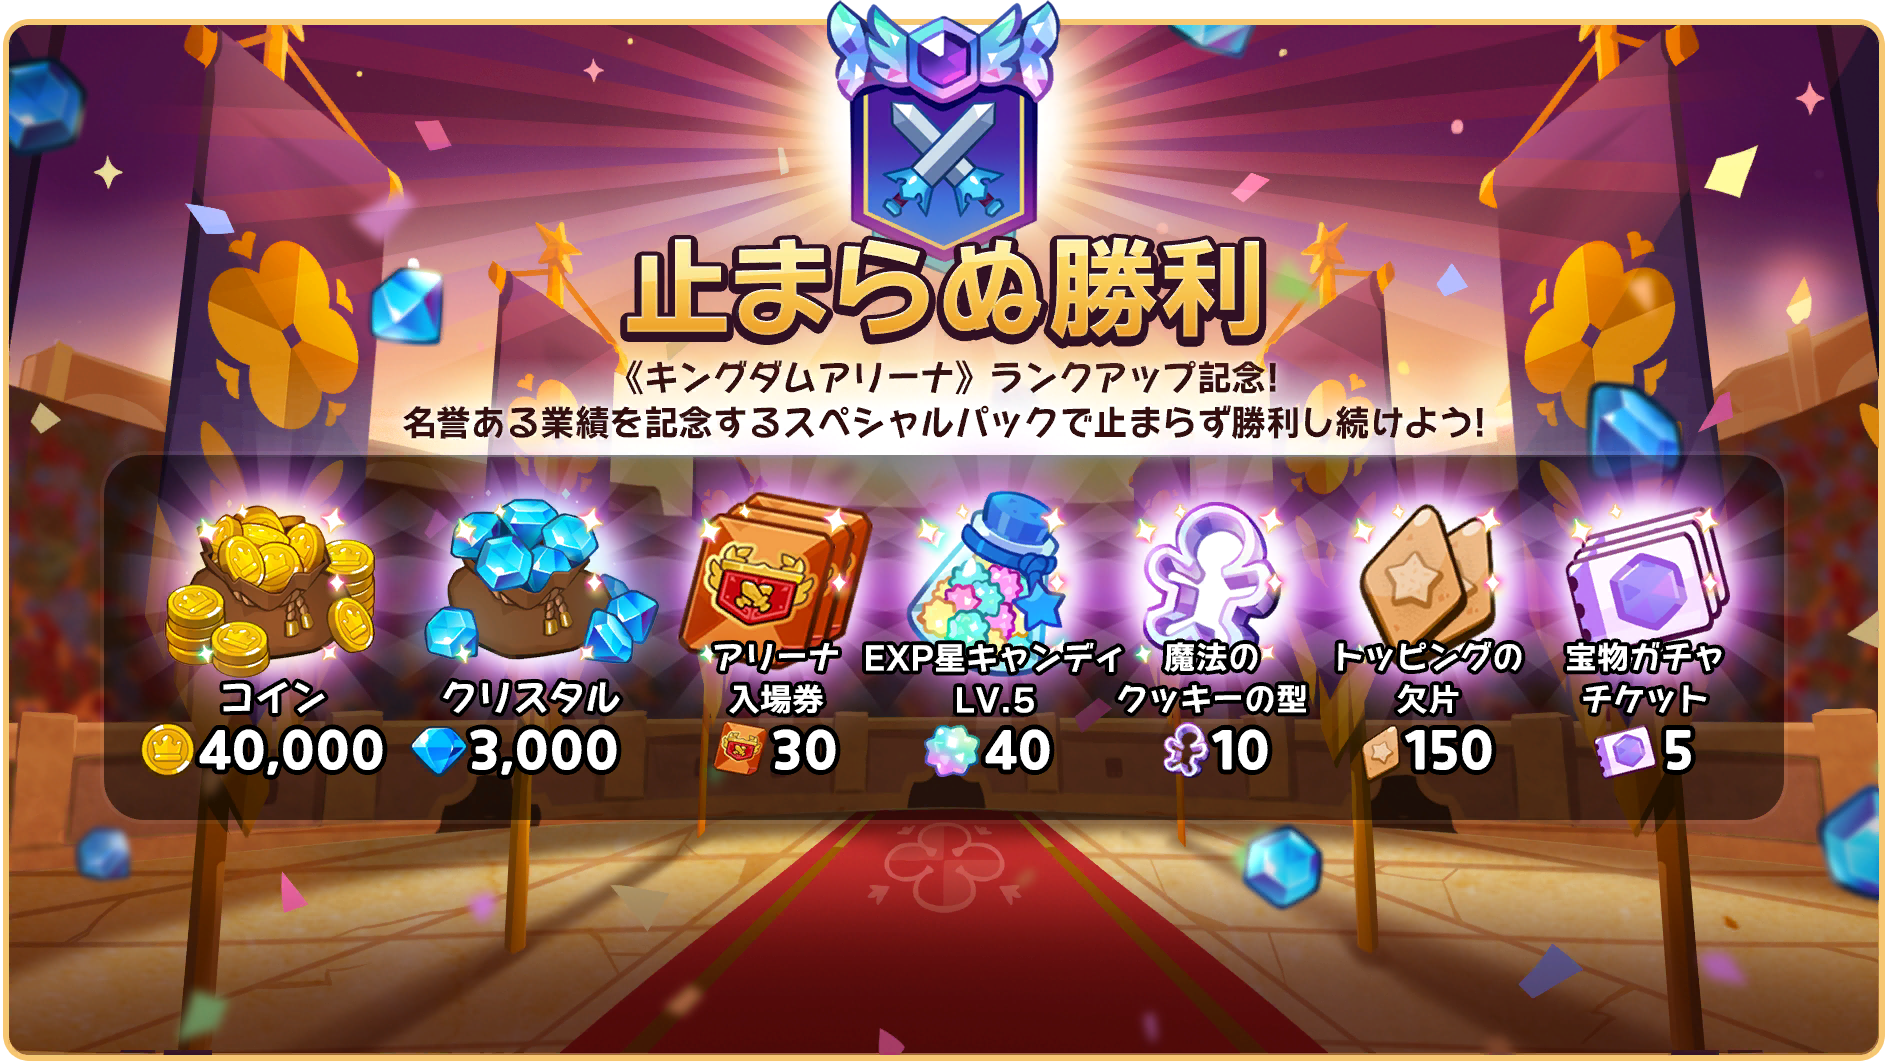 止まらぬ勝利
《キングダムアリーナ》ランクアップ記念!
名誉ある業績を記念するスペシャルパックで止まらず勝利し続けよう!
コイン
40,000
クリスタル
3,000
アリーナ
入場券
30
EXP星キャンディ
LV.5
40
魔法の
クッキーの型
10
トッピングの
欠片
150
宝物ガチャ
チケット
5